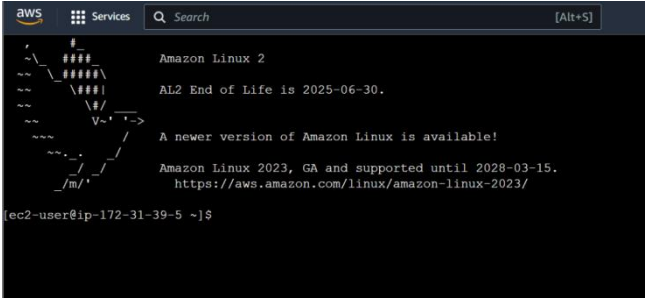 aws
Services
Search
[Alt+S]
,     #_
~\_  ####_        Amazon Linux 2
~~  \_#####\
~~     \###|       AL2 End of Life is 2025-06-30.
~~       \#/ ___
~~       V~' '->
~~~         /    A newer version of Amazon Linux is available!
~~._.   _/
_/ _/       Amazon Linux 2023, GA and supported until 2028-03-15.
_/m/'           https://aws.amazon.com/linux/amazon-linux-2023/
[ec2-user@ip-172-31-39-5 ~]$